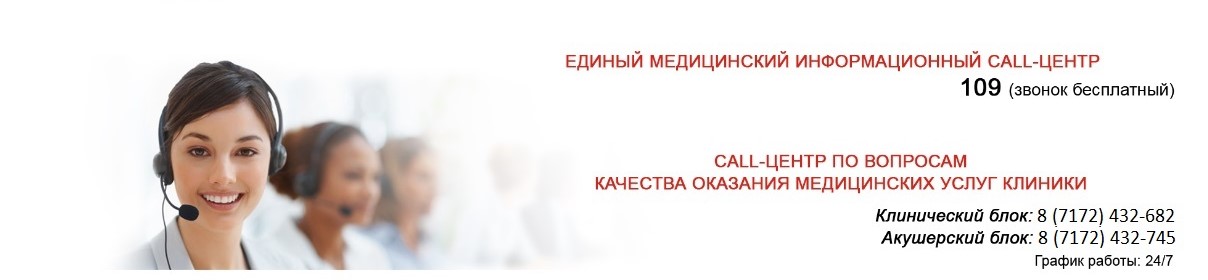 ЕДИНЫЙ МЕДИЦИНСКИЙ ИНФОРМАЦИОННЫЙ CALL-ЦЕНТР
109 (звонок бесплатный)
CALL-ЦЕНТР ПО ВОПРОСАМ
КАЧЕСТВА ОКАЗАНИЯ МЕДИЦИНСКИХ УСЛУГ КЛИНИКИ
Клинический блок: 8 (7172) 432-682
Акушерский блок: 8 (7172) 432-745
График работы: 24/7